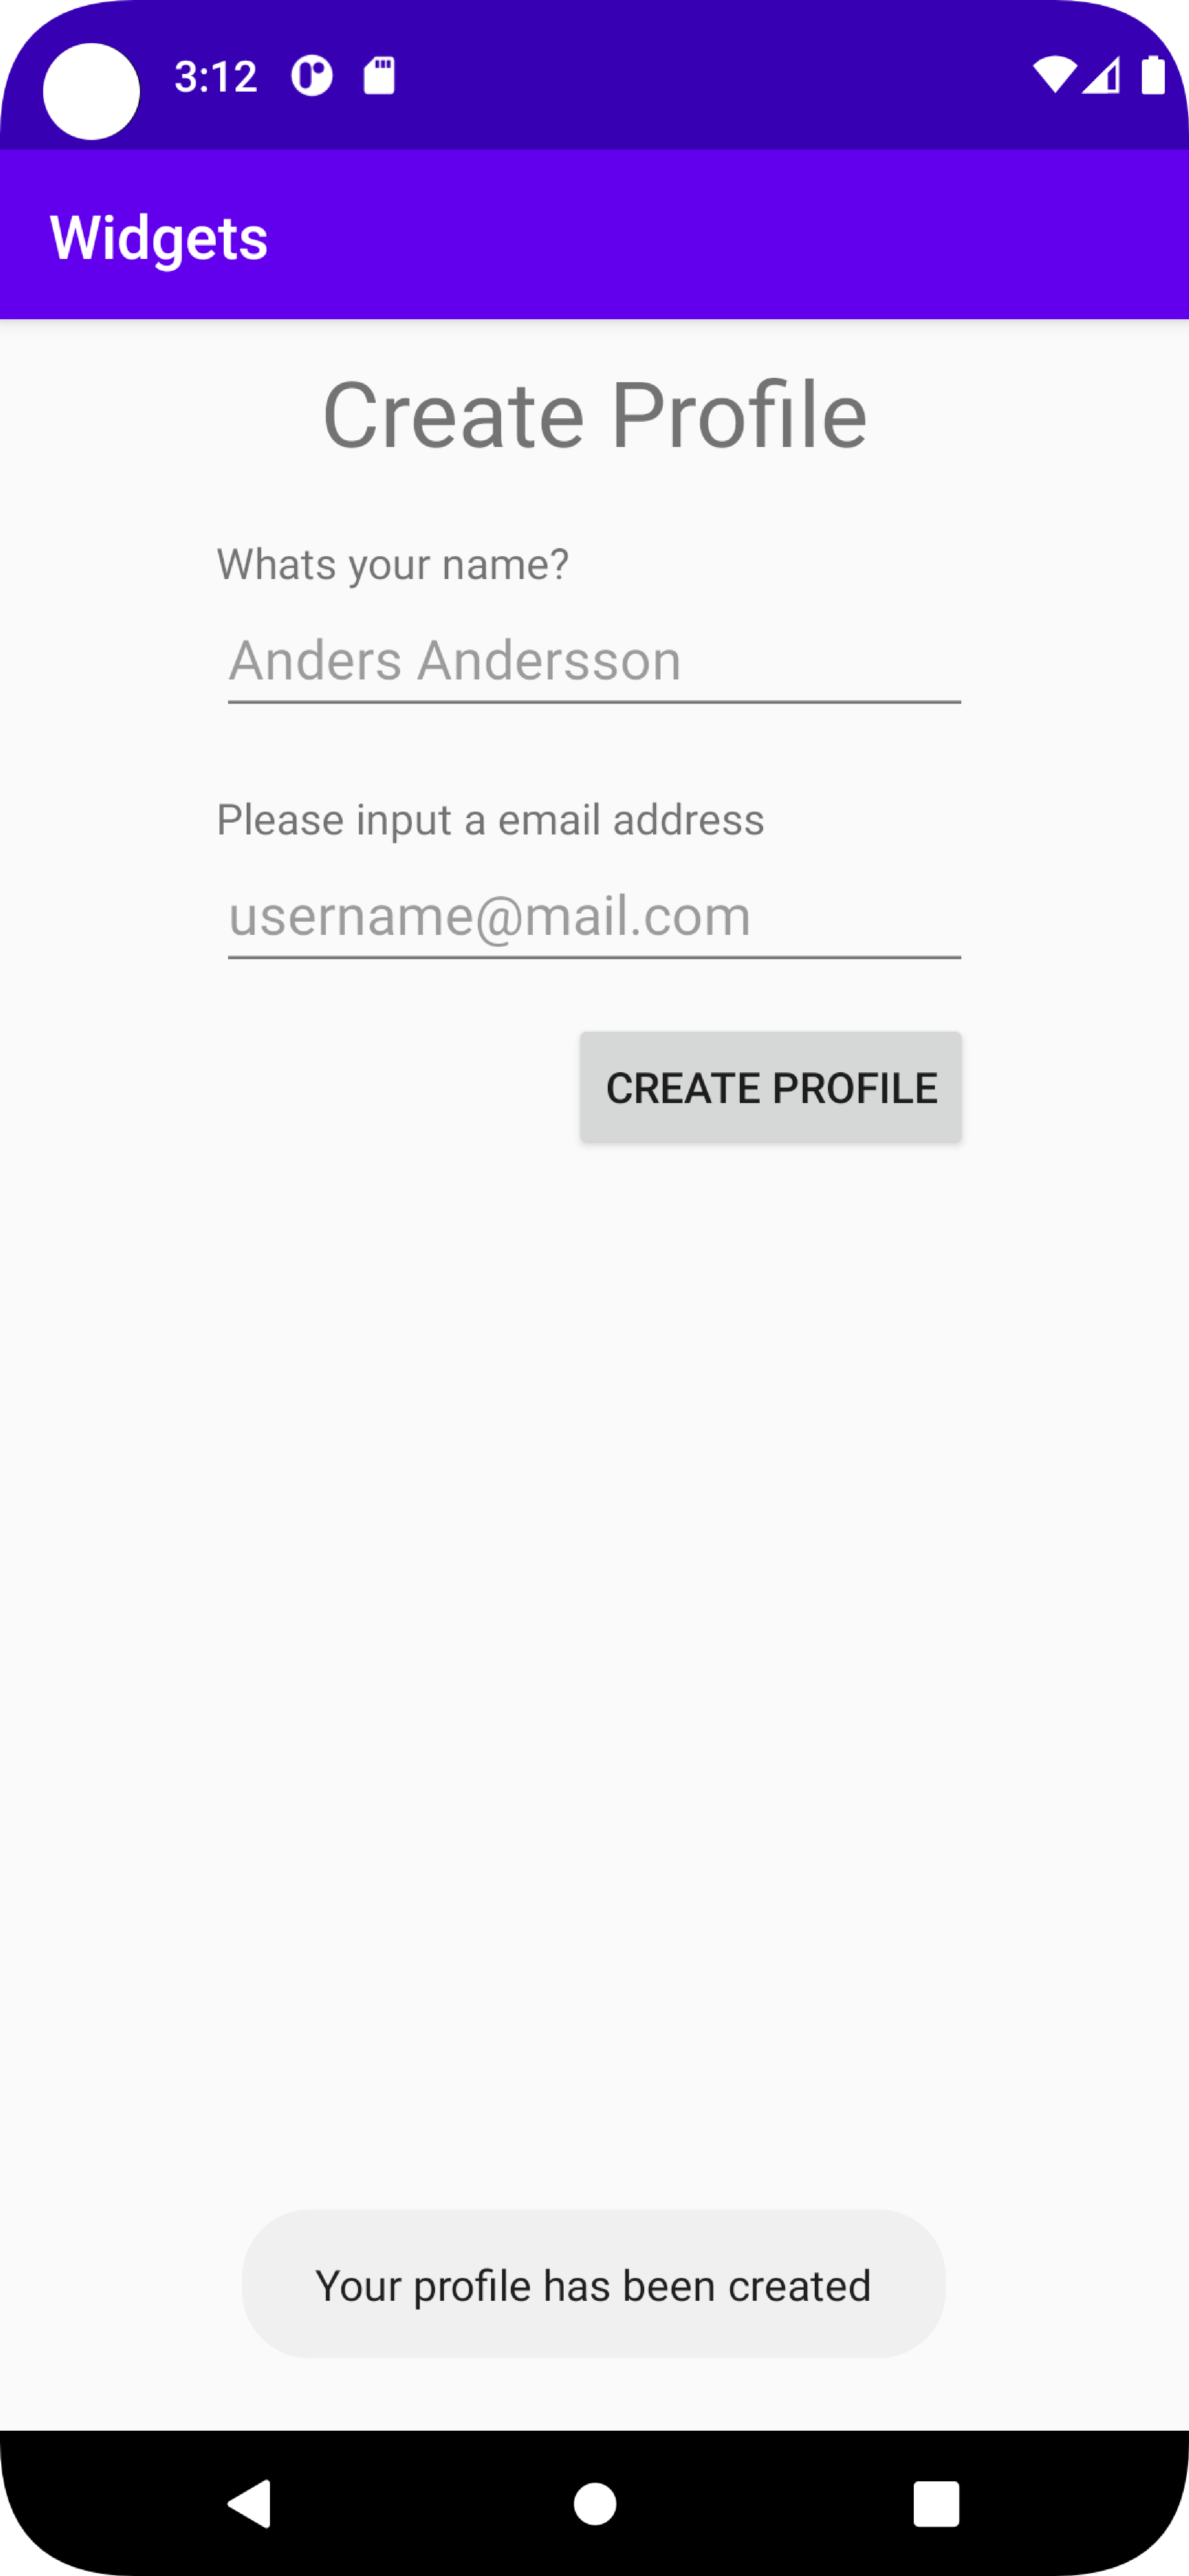 3:12
Widgets
Create Profile
Whats your name?
Anders Andersson
Please input a email address
username@mail.com
CREATE PROFILE
Your profile has been created